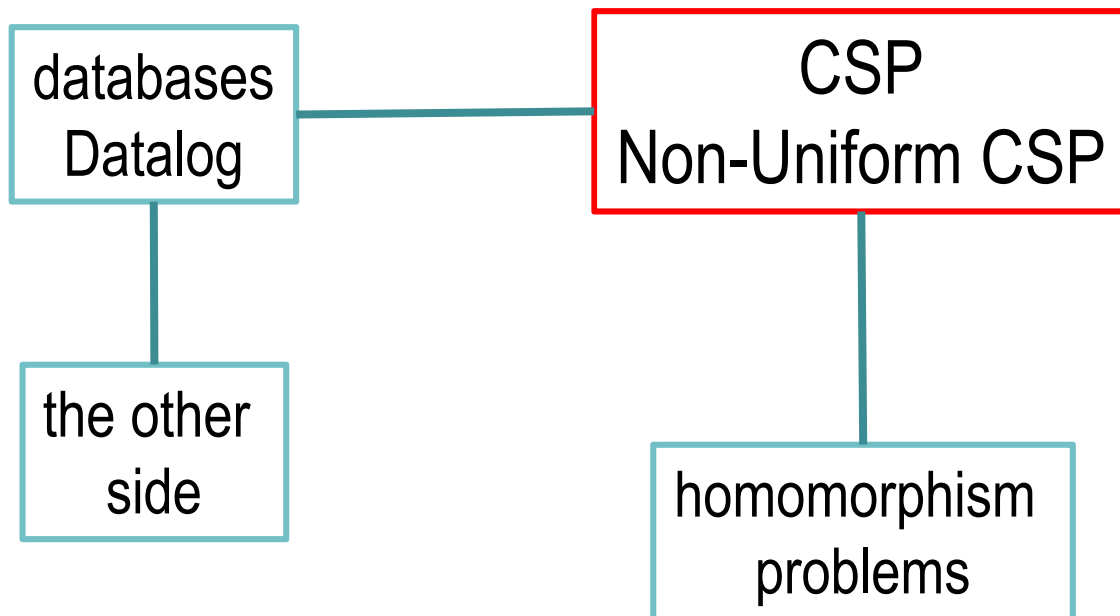 databases
Datalog
CSP
Non-Uniform CSP
the other
side
homomorphism
problems